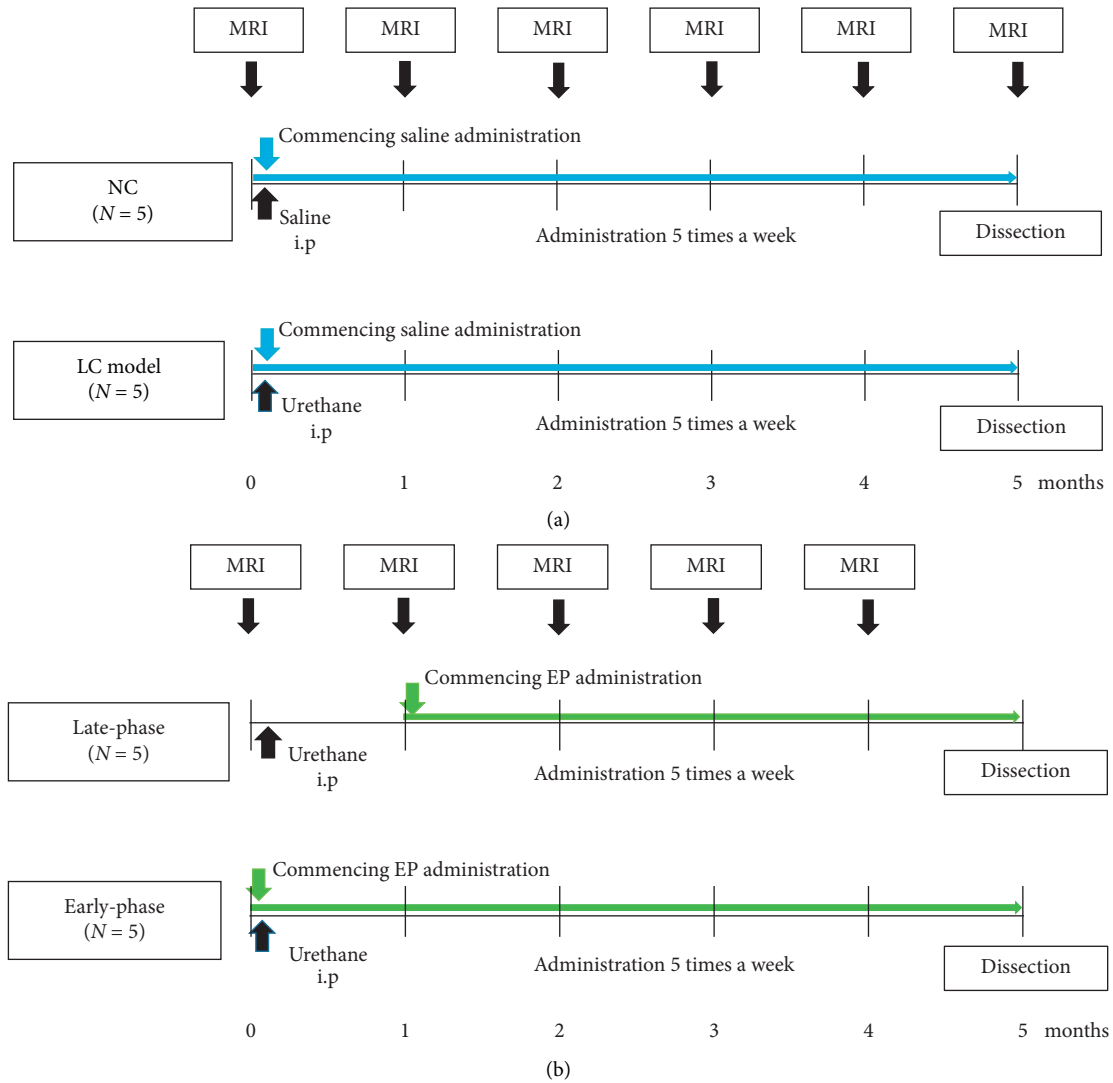 MRI MRI MRI MRI MRI MRI
Commencing saline administration
NC
(N = 5)
Saline
i.p
Administration 5 times a week
Dissection
Commencing saline administration
LC model
(N = 5)
Urethane
i.p
Administration 5 times a week
Dissection
0 1 2 3 4 5 months
(a)
MRI MRI MRI MRI MRI
Commencing EP administration
Late-phase
(N = 5)
Urethane
i.p
Administration 5 times a week
Dissection
Commencing EP administration
Early-phase
(N = 5)
Urethane
i.p
Administration 5 times a week
Dissection
0 1 2 3 4 5 months
(b)